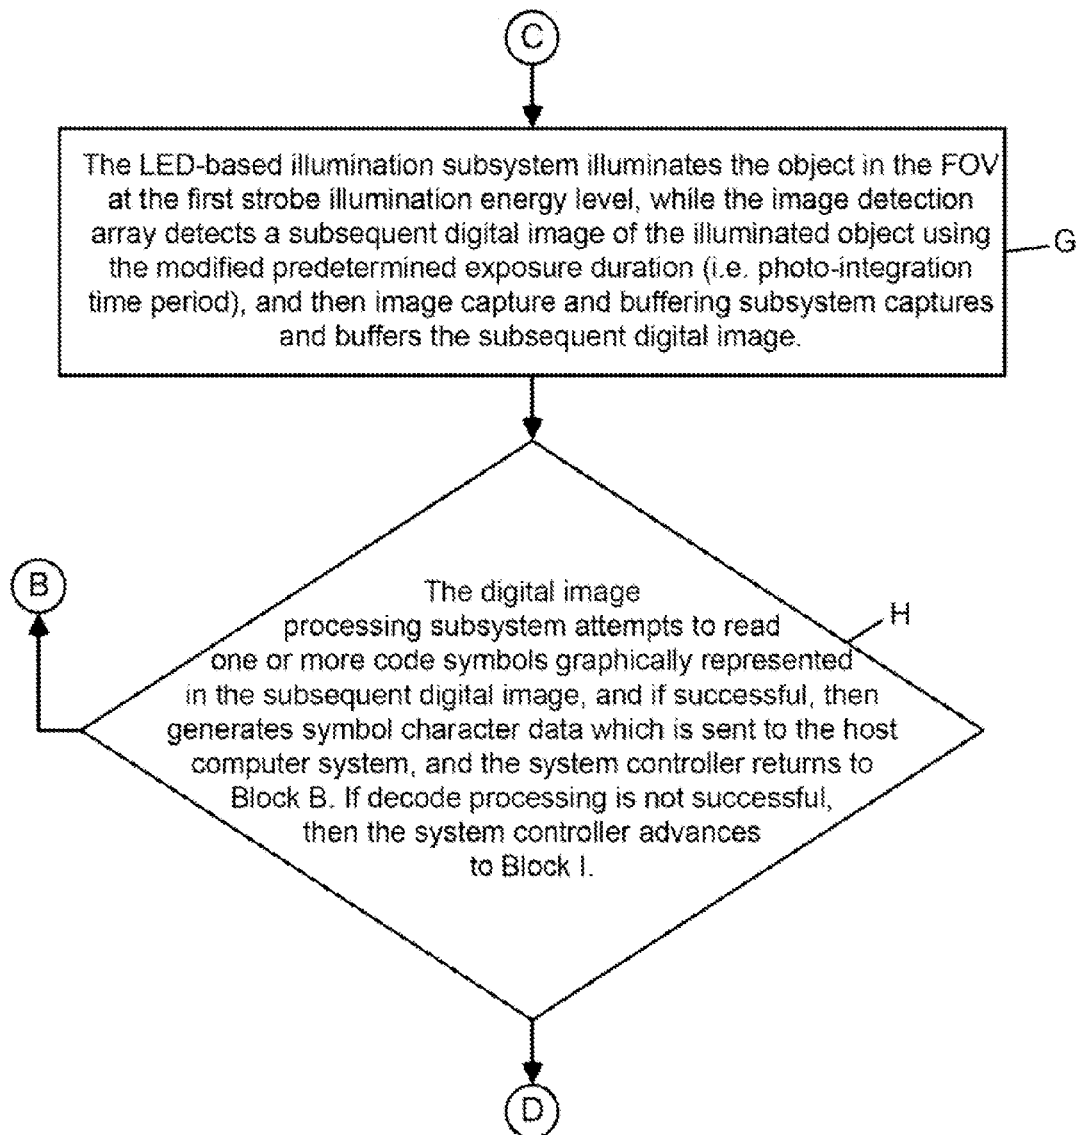 C
The LED-based illumination subsystem illuminates the object in the FOV
at the first strobe illumination energy level, while the image detection
array detects a subsequent digital image of the illuminated object using
the modified predetermined exposure duration (i.e. photo-integration
time period), and then image capture and buffering subsystem captures
and buffers the subsequent digital image.
G
B
The digital image
processing subsystem attempts to read
one or more code symbols graphically represented
in the subsequent digital image, and if successful, then
generates symbol character data which is sent to the host
computer system, and the system controller returns to
Block B. If decode processing is not successful,
then the system controller advances
to Block I.
H
D